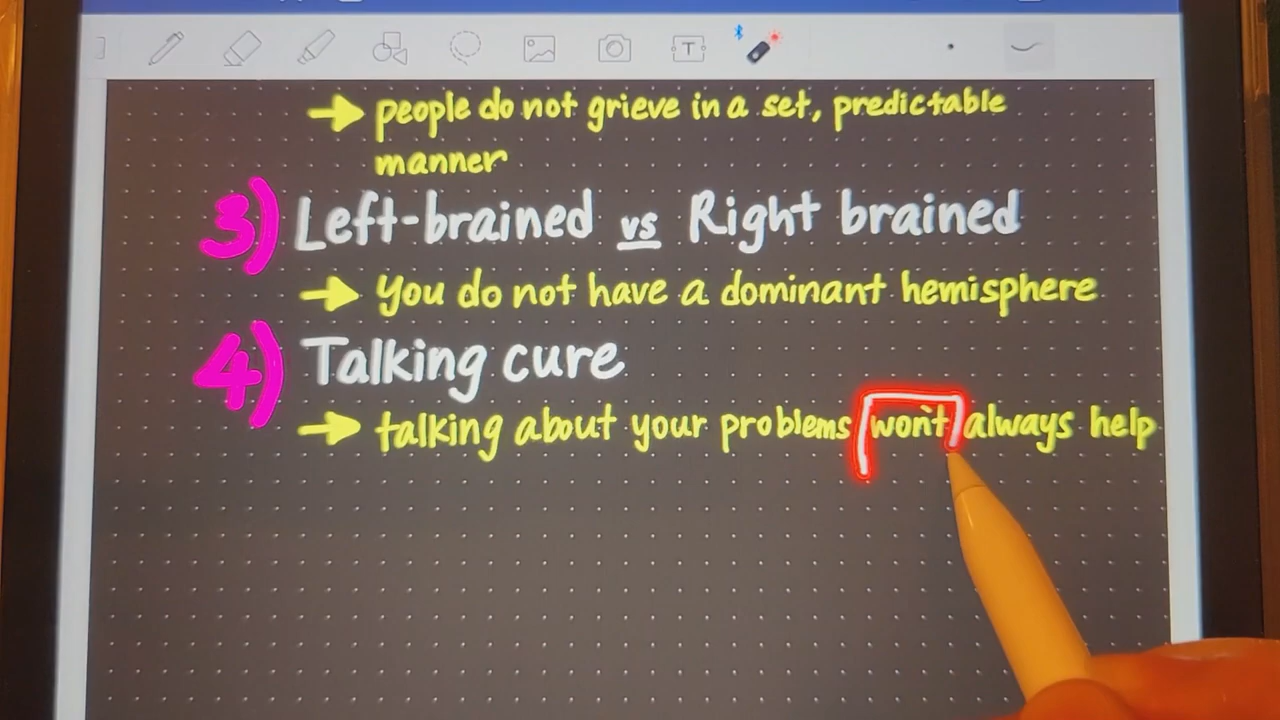 → people do not grieve in a set, predictable
manner
3) Left-brained vs Right brained
→ You do not have a dominant hemisphere
4) Talking cure
→ talking about your problems won't always help